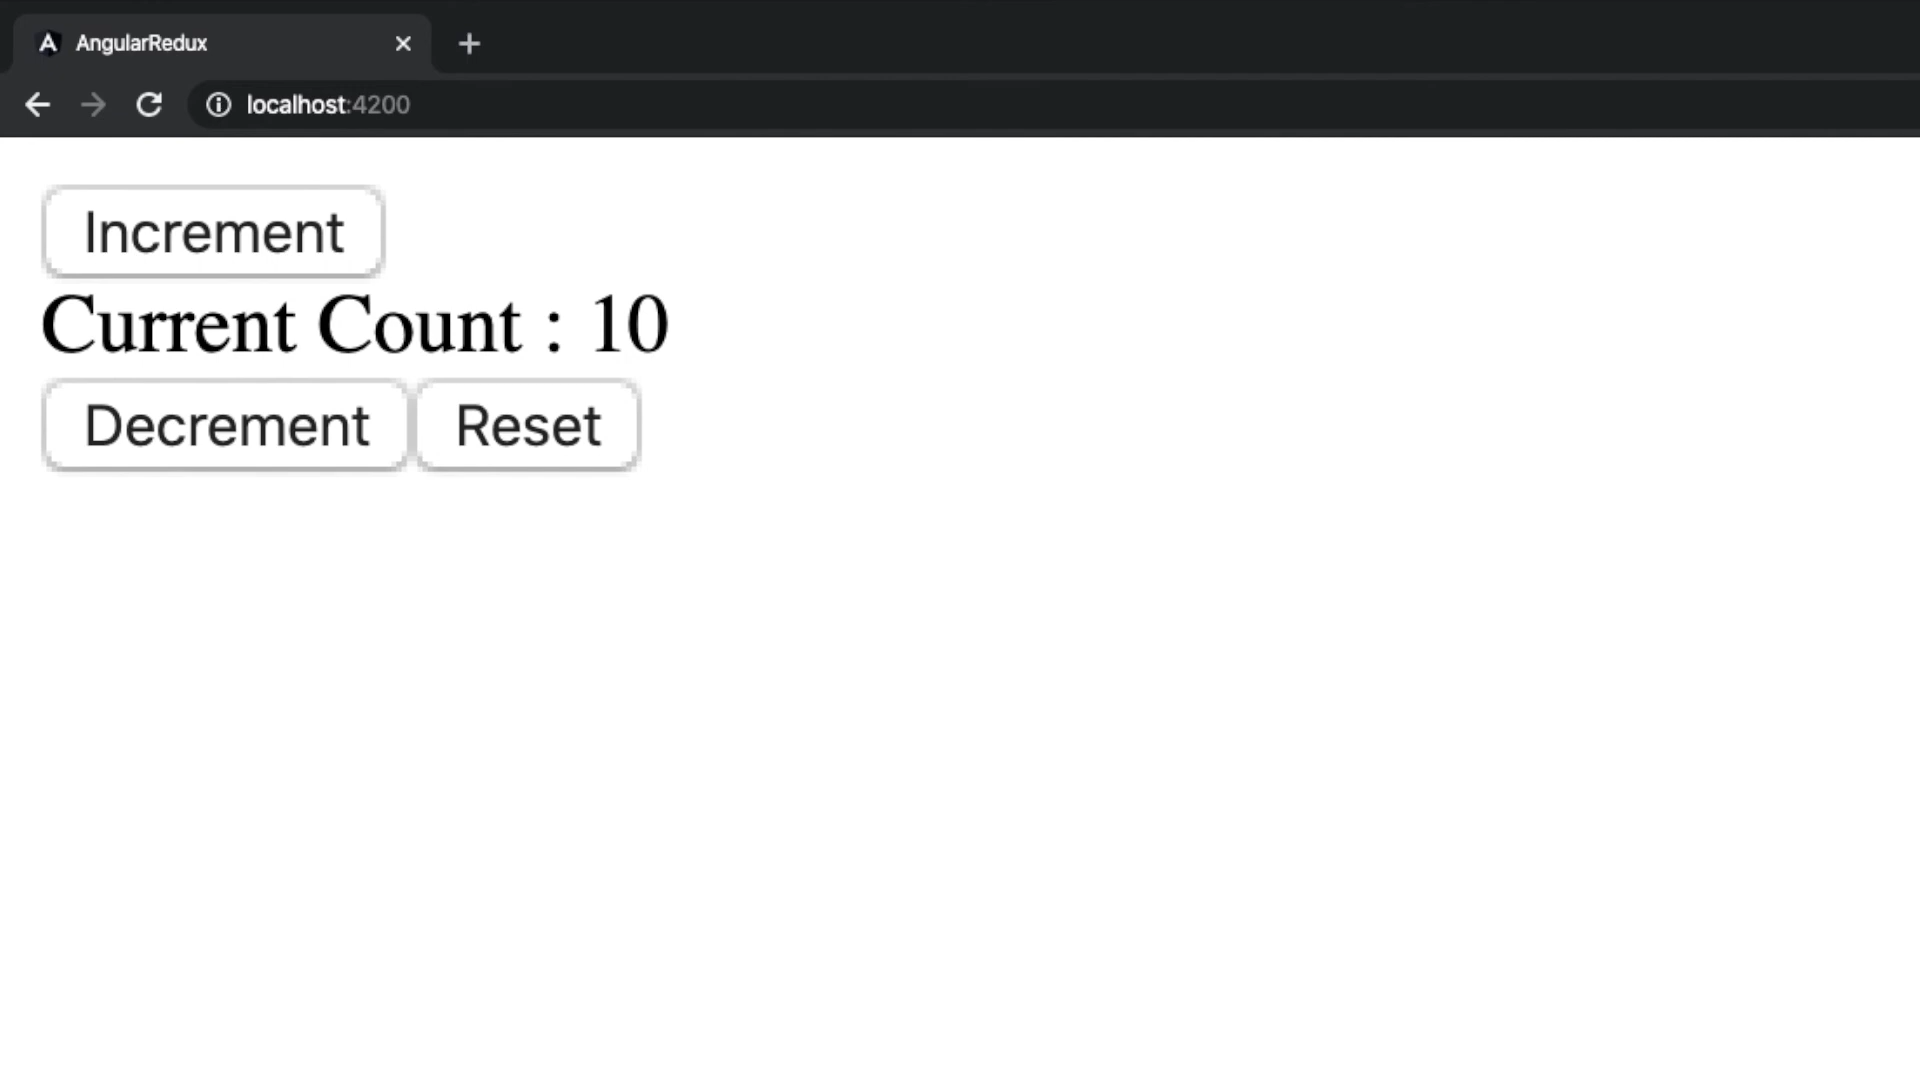 AngularRedux
localhost:4200
Increment
Current Count : 10
Decrement Reset